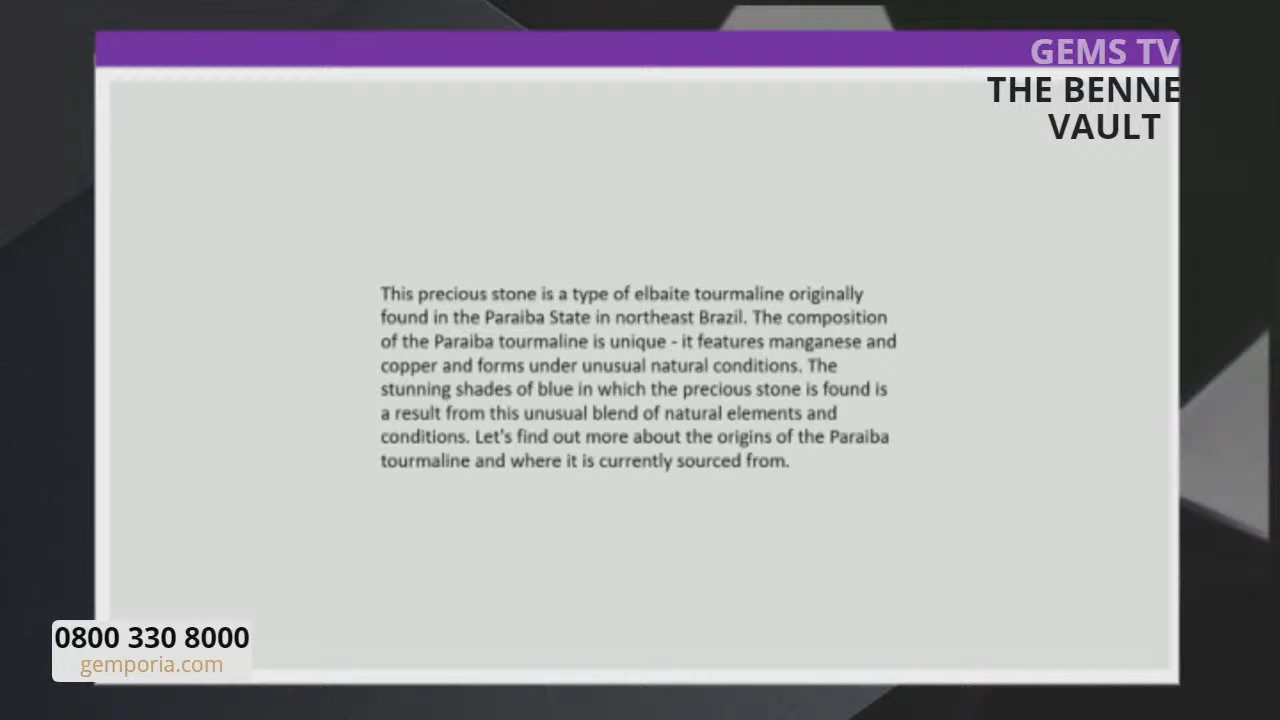 GEMS TV
THE BENNE
VAULT
This precious stone is a type of elbaite tourmaline originally
found in the Paraiba State in northeast Brazil. The composition
of the Paraiba tourmaline is unique - it features manganese and
copper and forms under unusual natural conditions. The
stunning shades of blue in which the precious stone is found is
a result from this unusual blend of natural elements and
conditions. Let's find out more about the origins of the Paraiba
tourmaline and where it is currently sourced from.
0800 330 8000
gemporia.com